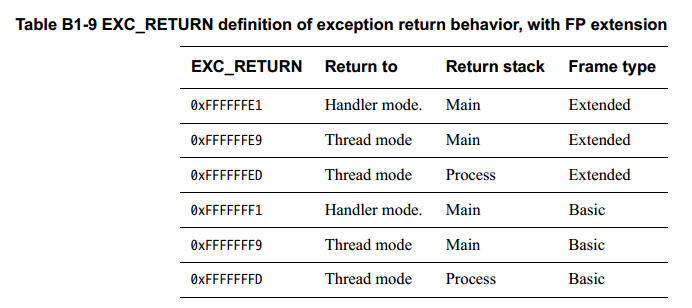 Table B1-9 EXC_RETURN definition of exception return behavior, with FP extension
EXC_RETURN Return to Return stack Frame type
0xFFFFFFE1 Handler mode. Main Extended
0xFFFFFFE9 Thread mode Main Extended
0xFFFFFFED Thread mode Process Extended
0xFFFFFFF1 Handler mode. Main Basic
0xFFFFFFF9 Thread mode Main Basic
0xFFFFFFFD Thread mode Process Basic